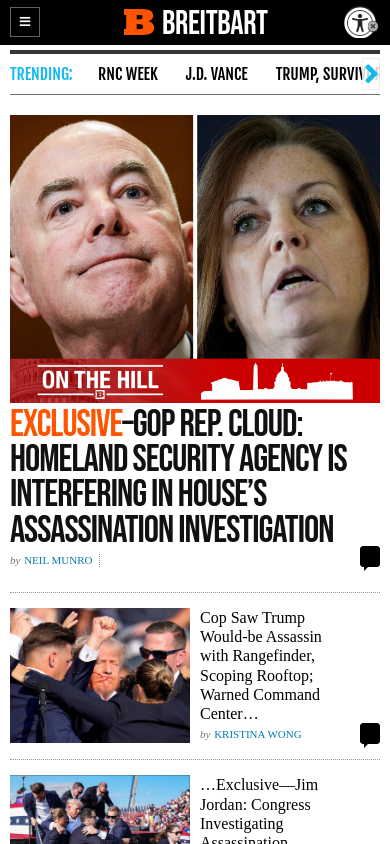 BREITBART
TRENDING: RNC WEEK J.D. VANCE TRUMP, SURVIV
ON THE HILL
EXCLUSIVE–GOP REP. CLOUD:
HOMELAND SECURITY AGENCY IS
INTERFERING IN HOUSE'S
ASSASSINATION INVESTIGATION
by NEIL MUNRO
Cop Saw Trump
Would-be Assassin
with Rangefinder,
Scoping Rooftop;
Warned Command
Center…
by KRISTINA WONG
…Exclusive—Jim
Jordan: Congress
Investigating
Assassination